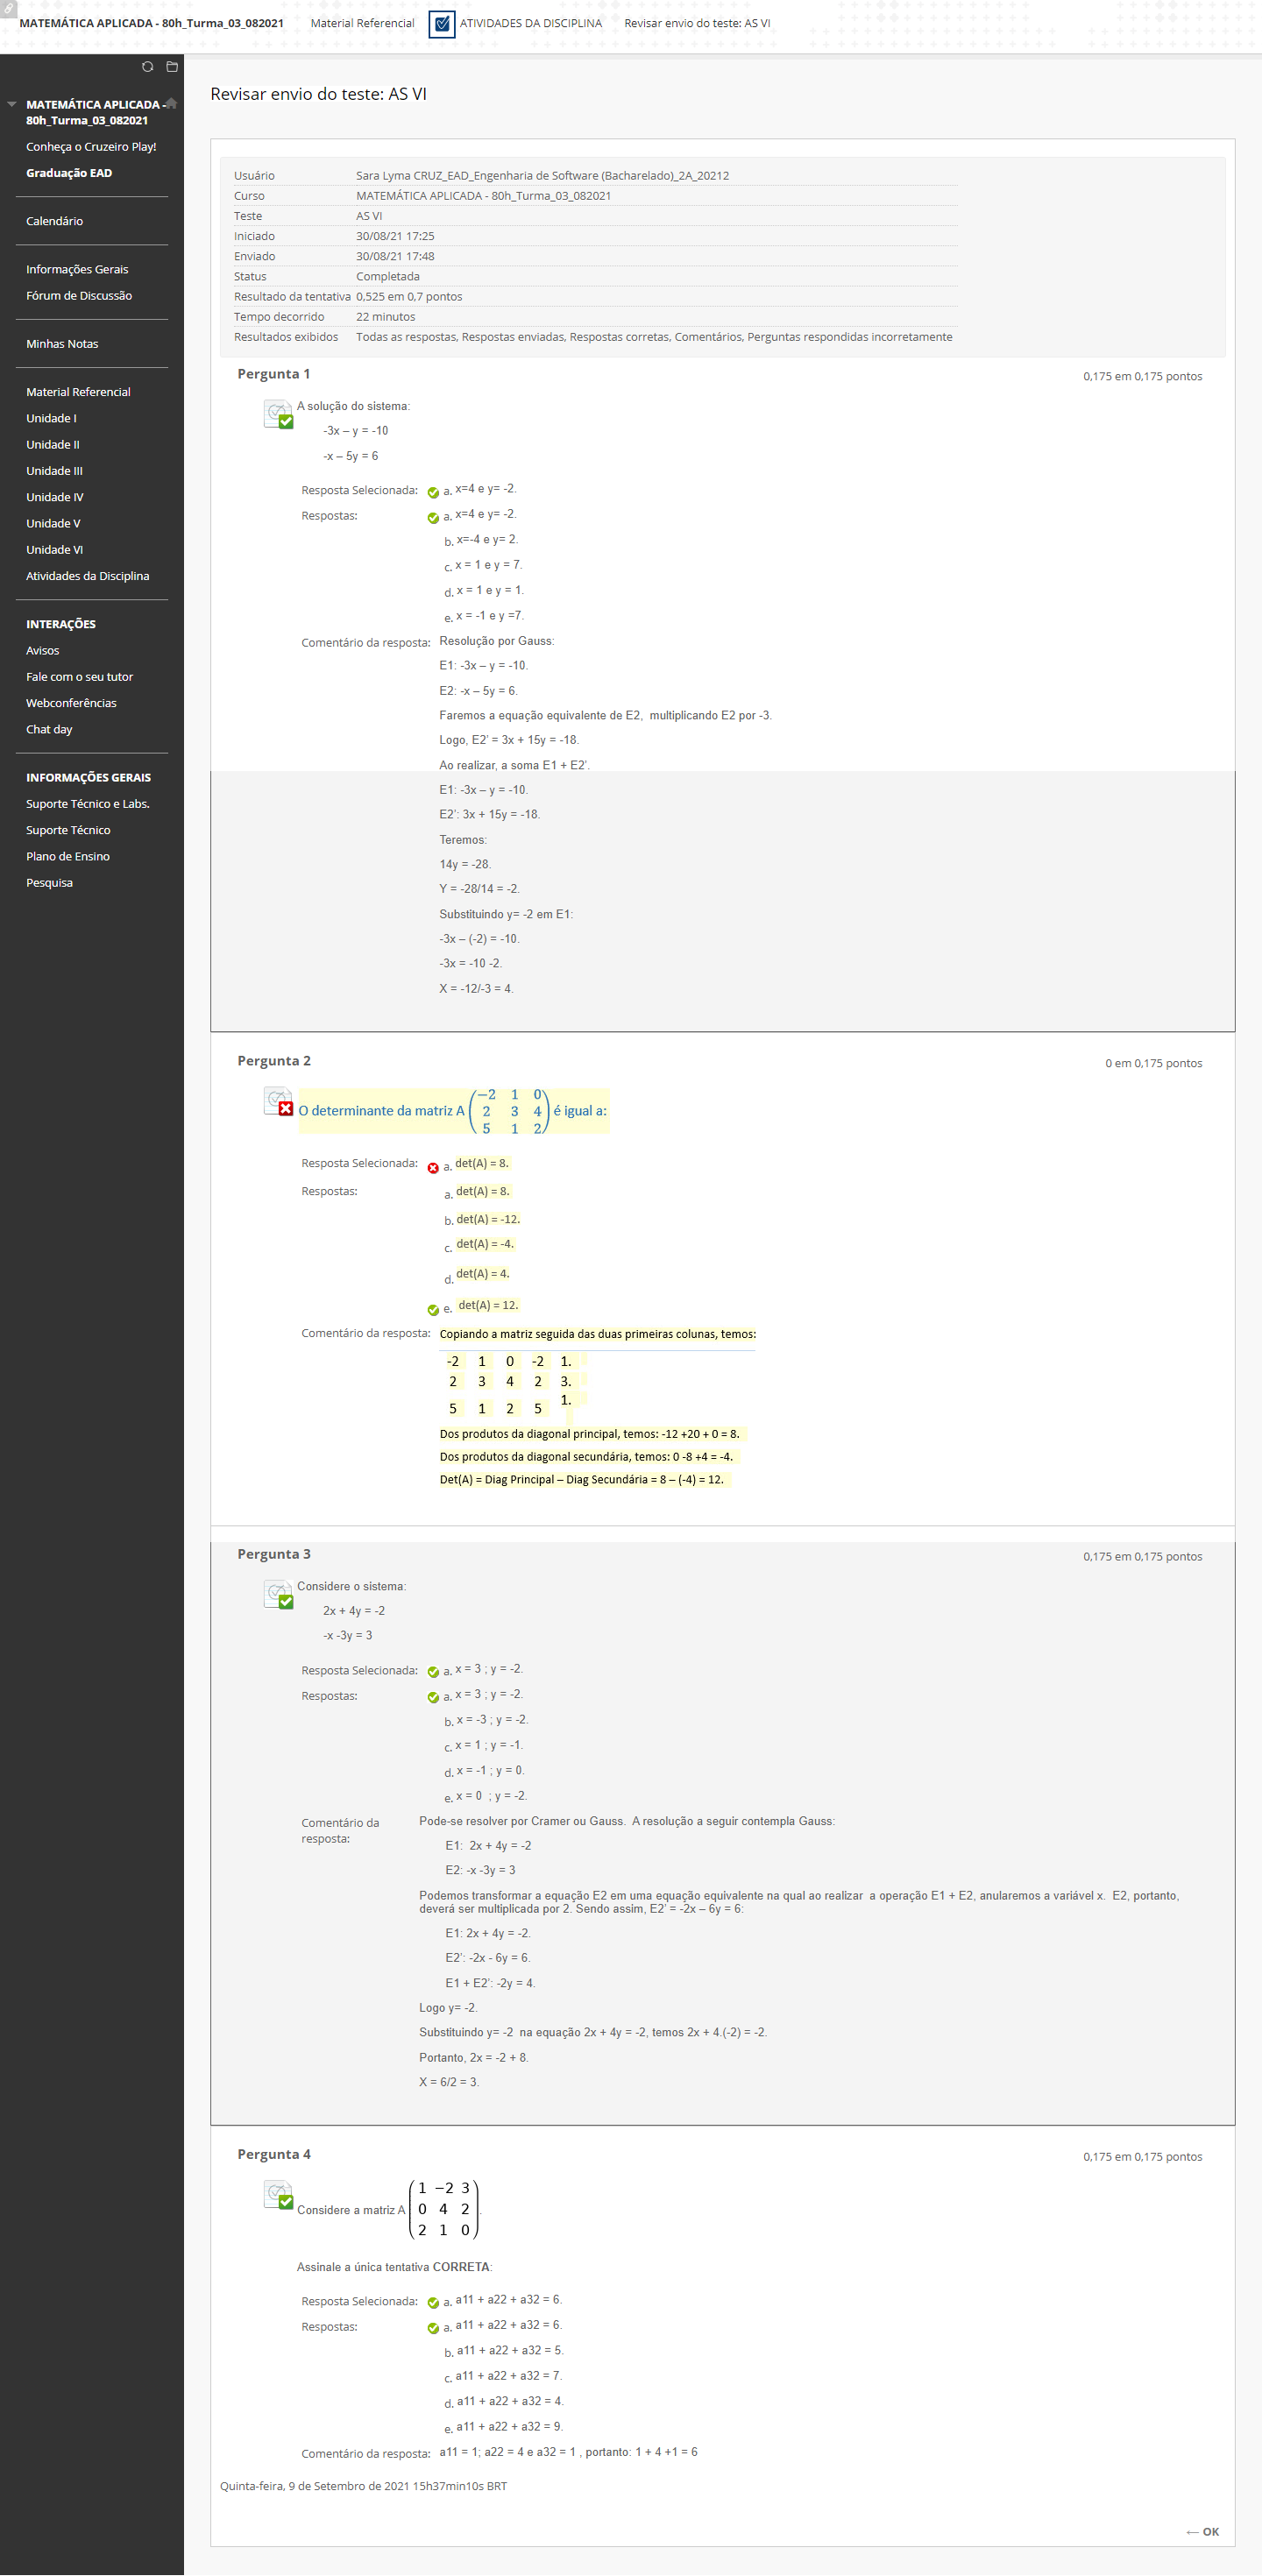 MATEMÁTICA APLICADA - 80h_Turma_03_082021 Material Referencial ATIVIDADES DA DISCIPLINA Revisar envio do teste: AS VI
MATEMÁTICA APLICADA -
80h_Turma_03_082021
Conheça o Cruzeiro Play!
Graduação EAD
Calendário
Informações Gerais
Fórum de Discussão
Minhas Notas
Material Referencial
Unidade I
Unidade II
Unidade III
Unidade IV
Unidade V
Unidade VI
Atividades da Disciplina
INTERAÇÕES
Avisos
Fale com o seu tutor
Webconferências
Chat day
INFORMAÇÕES GERAIS
Suporte Técnico e Labs.
Suporte Técnico
Plano de Ensino
Pesquisa
Revisar envio do teste: AS VI
Usuário Sara Lyma CRUZ_EAD_Engenharia de Software (Bacharelado)_2A_20212
Curso MATEMÁTICA APLICADA - 80h_Turma_03_082021
Teste AS VI
Iniciado 30/08/21 17:25
Enviado 30/08/21 17:48
Status Completada
Resultado da tentativa 0,525 em 0,7 pontos
Tempo decorrido 22 minutos
Resultados exibidos Todas as respostas, Respostas enviadas, Respostas corretas, Comentários, Perguntas respondidas incorretamente
Pergunta 1 0,175 em 0,175 pontos
A solução do sistema:
-3x – y = -10
-x – 5y = 6
Resposta Selecionada: a. x=4 e y= -2.
Respostas: a. x=4 e y= -2.
b. x=-4 e y= 2.
c. x = 1 e y = 7.
d. x = 1 e y = 1.
e. x = -1 e y =7.
Comentário da resposta: Resolução por Gauss:
E1: -3x – y = -10.
E2: -x – 5y = 6.
Faremos a equação equivalente de E2, multiplicando E2 por -3.
Logo, E2’ = 3x + 15y = -18.
Ao realizar, a soma E1 + E2’.
E1: -3x – y = -10.
E2’: 3x + 15y = -18.
Teremos:
14y = -28.
Y = -28/14 = -2.
Substituindo y= -2 em E1:
-3x – (-2) = -10.
-3x = -10 -2.
X = -12/-3 = 4.
Pergunta 2 0 em 0,175 pontos
−2 1 0
O determinante da matriz A 2 3 4 é igual a:
5 1 2
Resposta Selecionada: a. det(A) = 8.
Respostas: a. det(A) = 8.
b. det(A) = -12.
c. det(A) = -4.
d. det(A) = 4.
e. det(A) = 12.
Comentário da resposta: Copiando a matriz seguida das duas primeiras colunas, temos:
-2 1 0 -2 1.
2 3 4 2 3.
5 1 2 5 1.
Dos produtos da diagonal principal, temos: -12 +20 + 0 = 8.
Dos produtos da diagonal secundária, temos: 0 -8 +4 = -4.
Det(A) = Diag Principal – Diag Secundária = 8 – (-4) = 12.
Pergunta 3 0,175 em 0,175 pontos
Considere o sistema:
2x + 4y = -2
-x -3y = 3
Resposta Selecionada: a. x = 3 ; y = -2.
Respostas: a. x = 3 ; y = -2.
b. x = -3 ; y = -2.
c. x = 1 ; y = -1.
d. x = -1 ; y = 0.
e. x = 0 ; y = -2.
Comentário da resposta: Pode-se resolver por Cramer ou Gauss. A resolução a seguir contempla Gauss:
E1: 2x + 4y = -2
E2: -x -3y = 3
Podemos transformar a equação E2 em uma equação equivalente na qual ao realizar a operação E1 + E2, anularemos a variável x. E2, portanto,
deverá ser multiplicada por 2. Sendo assim, E2’ = -2x – 6y = 6:
E1: 2x + 4y = -2.
E2’: -2x - 6y = 6.
E1 + E2’: -2y = 4.
Logo y= -2.
Substituindo y= -2 na equação 2x + 4y = -2, temos 2x + 4.(-2) = -2.
Portanto, 2x = -2 + 8.
X = 6/2 = 3.
Pergunta 4 0,175 em 0,175 pontos
1 −2 3
Considere a matriz A 0 4 2 .
2 1 0
Assinale a única tentativa CORRETA:
Resposta Selecionada: a. a11 + a22 + a32 = 6.
Respostas: a. a11 + a22 + a32 = 6.
b. a11 + a22 + a32 = 5.
c. a11 + a22 + a32 = 7.
d. a11 + a22 + a32 = 4.
e. a11 + a22 + a32 = 9.
Comentário da resposta: a11 = 1; a22 = 4 e a32 = 1 , portanto: 1 + 4 +1 = 6
Quinta-feira, 9 de Setembro de 2021 15h37min10s BRT
← OK